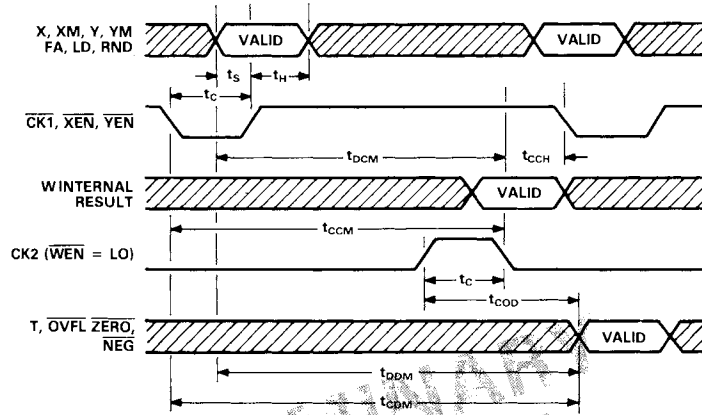 X, XM, Y, YM
FA, LD, RND
VALID
VALID
tS
tH
tC
CK1, XEN, YEN
tDCM
tCCH
W INTERNAL
RESULT
VALID
tCCM
CK2 (WEN = LO)
tC
tCOD
T, OVFL ZERO,
NEG
VALID
tDDM
tCDM